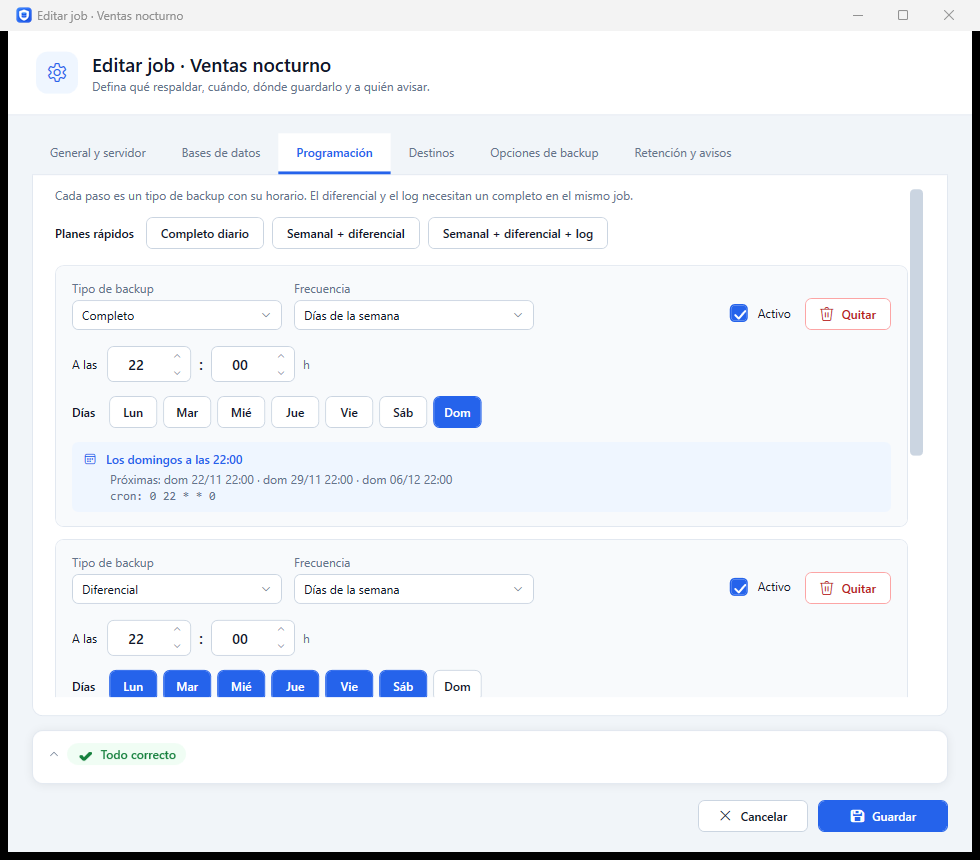 Editar job · Ventas nocturno
Editar job · Ventas nocturno
Defina qué respaldar, cuándo, dónde guardarlo y a quién avisar.
General y servidor Bases de datos Programación Destinos Opciones de backup Retención y avisos
Cada paso es un tipo de backup con su horario. El diferencial y el log necesitan un completo en el mismo job.
Planes rápidos Completo diario Semanal + diferencial Semanal + diferencial + log
Tipo de backup Frecuencia
Completo Días de la semana Activo Quitar
A las 22 : 00 h
Días Lun Mar Mié Jue Vie Sáb Dom
Los domingos a las 22:00
Próximas: dom 22/11 22:00 · dom 29/11 22:00 · dom 06/12 22:00
cron: 0 22 * * 0
Tipo de backup Frecuencia
Diferencial Días de la semana Activo Quitar
A las 22 : 00 h
Días Lun Mar Mié Jue Vie Sáb Dom
Todo correcto
Cancelar Guardar